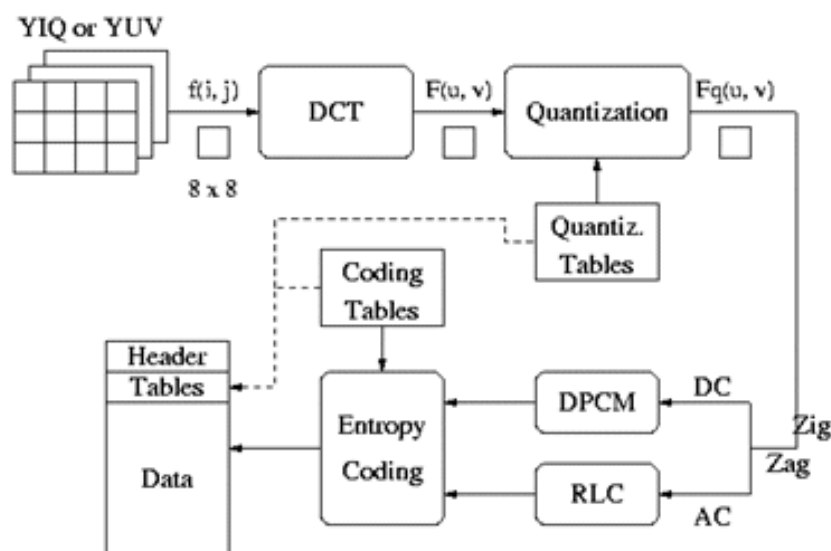 YIQ or YUV
f(i, j)
DCT
F(u, v)
Quantization
Fq(u, v)
8 x 8
Quantiz.
Tables
Coding
Tables
Header
Tables
Data
Entropy
Coding
DPCM
DC
Zig
Zag
RLC
AC